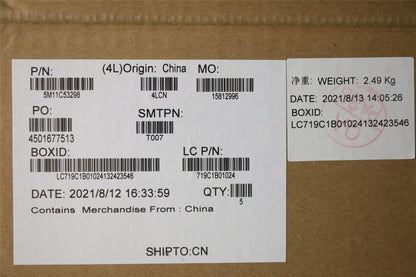 P/N:
(4L)Origin: China
MO:
5M11C53298
4LCN
15812996
PO:
SMTPN:
4501677513
T007
BOXID:
LC P/N:
LC719C1B01024132423546
719C1B01024
DATE: 2021/8/12 16:33:59
QTY:
5
Contains Merchandise From : China
SHIPTO:CN
净重: WEIGHT: 2.49 Kg
DATE: 2021/8/13 14:05:26
BOXID:
LC719C1B01024132423546